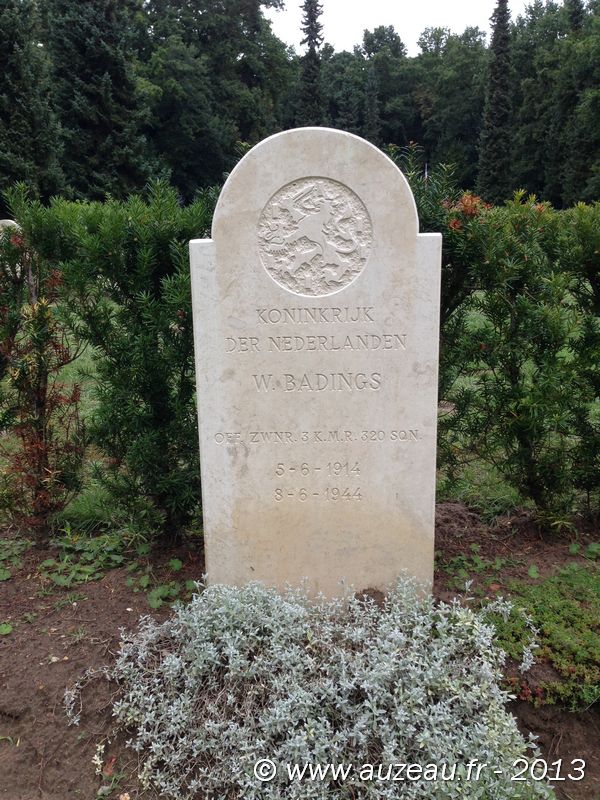 KONINKRIJK
DER NEDERLANDEN
W. BADINGS
OFF. ZWNR. 3 K.M.R. 320 SQN.
5-6-1914
8-6-1944
© www.auzeau.fr - 2013